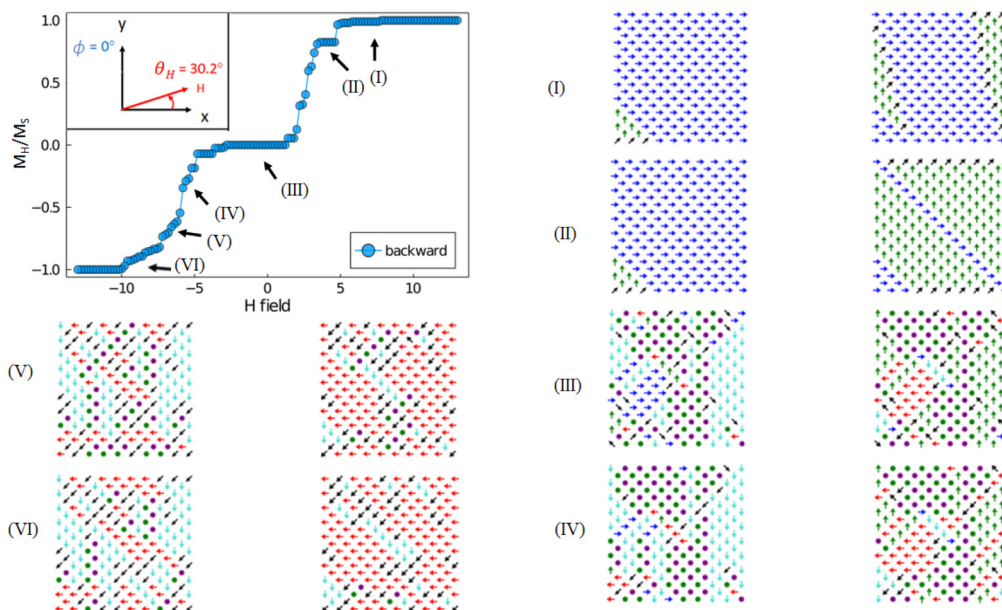 1.0
0.5
0.0
−0.5
−1.0
M_H/M_S
ϕ = 0°
y
θ_H = 30.2°
H
x
(I)
(II)
(III)
(IV)
(V)
(VI)
backward
−10
−5
0
5
10
H field
(I)
(II)
(III)
(IV)
(V)
(VI)